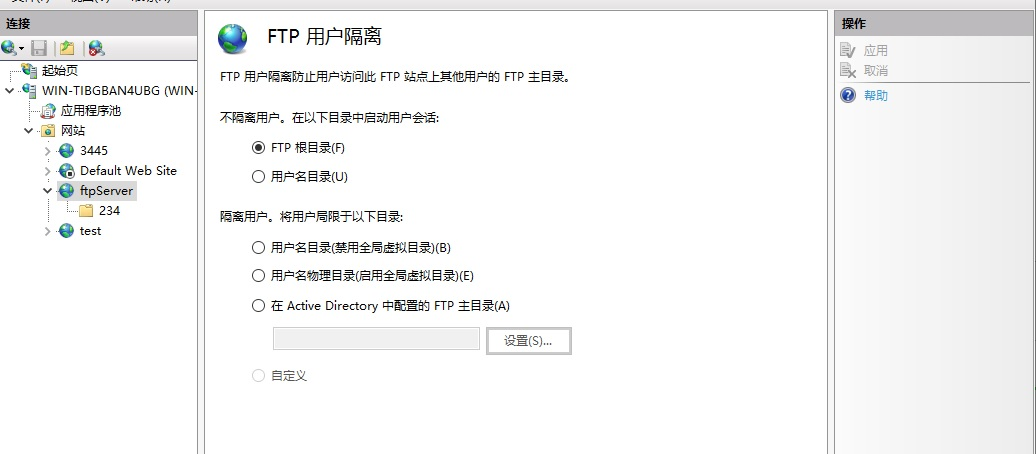 连接
起始页
WIN-TIBGBAN4UBG (WIN-
应用程序池
网站
3445
Default Web Site
ftpServer
234
test
FTP 用户隔离
FTP 用户隔离防止用户访问此 FTP 站点上其他用户的 FTP 主目录。
不隔离用户。在以下目录中启动用户会话:
FTP 根目录(F)
用户名目录(U)
隔离用户。将用户局限于以下目录:
用户名目录(禁用全局虚拟目录)(B)
用户名物理目录(启用全局虚拟目录)(E)
在 Active Directory 中配置的 FTP 主目录(A)
设置(S)...
自定义
操作
应用
取消
帮助